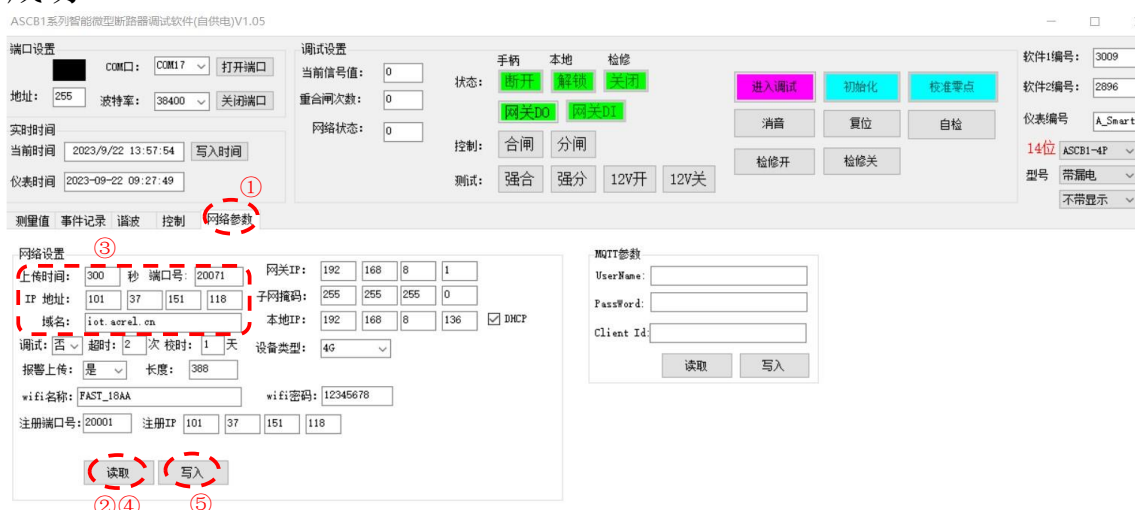 ASCB1系列智能微型断路器调试软件(自供电)V1.05
端口设置
COM口: COM17 打开端口
地址: 255 波特率: 38400 关闭端口
实时时间
当前时间 2023/9/22 13:57:54 写入时间
仪表时间 2023-09-22 09:27:49
调试设置
当前信号值: 0
重合闸次数: 0
网络状态: 0
手柄 本地 检修
状态: 断开 解锁 关闭
网关DO 网关DI
控制: 合闸 分闸
测试: 强合 强分 12V开 12V关
进入调试 初始化 校准零点
消音 复位 自检
检修开 检修关
软件1编号: 3009
软件2编号: 2896
仪表编号 A_Smart
14位 ASCB1-4P
型号 带漏电
不带显示
①
测量值 事件记录 谐波 控制 网络参数
网络设置
③
上传时间: 300 秒 端口号: 20071
IP 地址: 101 37 151 118
域名: iot.acrel.cn
网关IP: 192 168 8 1
子网掩码: 255 255 255 0
本地IP: 192 168 8 136 DHCP
调试: 否 超时: 2 次 校时: 1 天 设备类型: 4G
报警上传: 是 长度: 388
wifi名称: FAST_18AA wifi密码: 12345678
注册端口号: 20001 注册IP 101 37 151 118
读取 写入
②④ ⑤
MQTT参数
UserName:
PassWord:
Client Id:
读取 写入